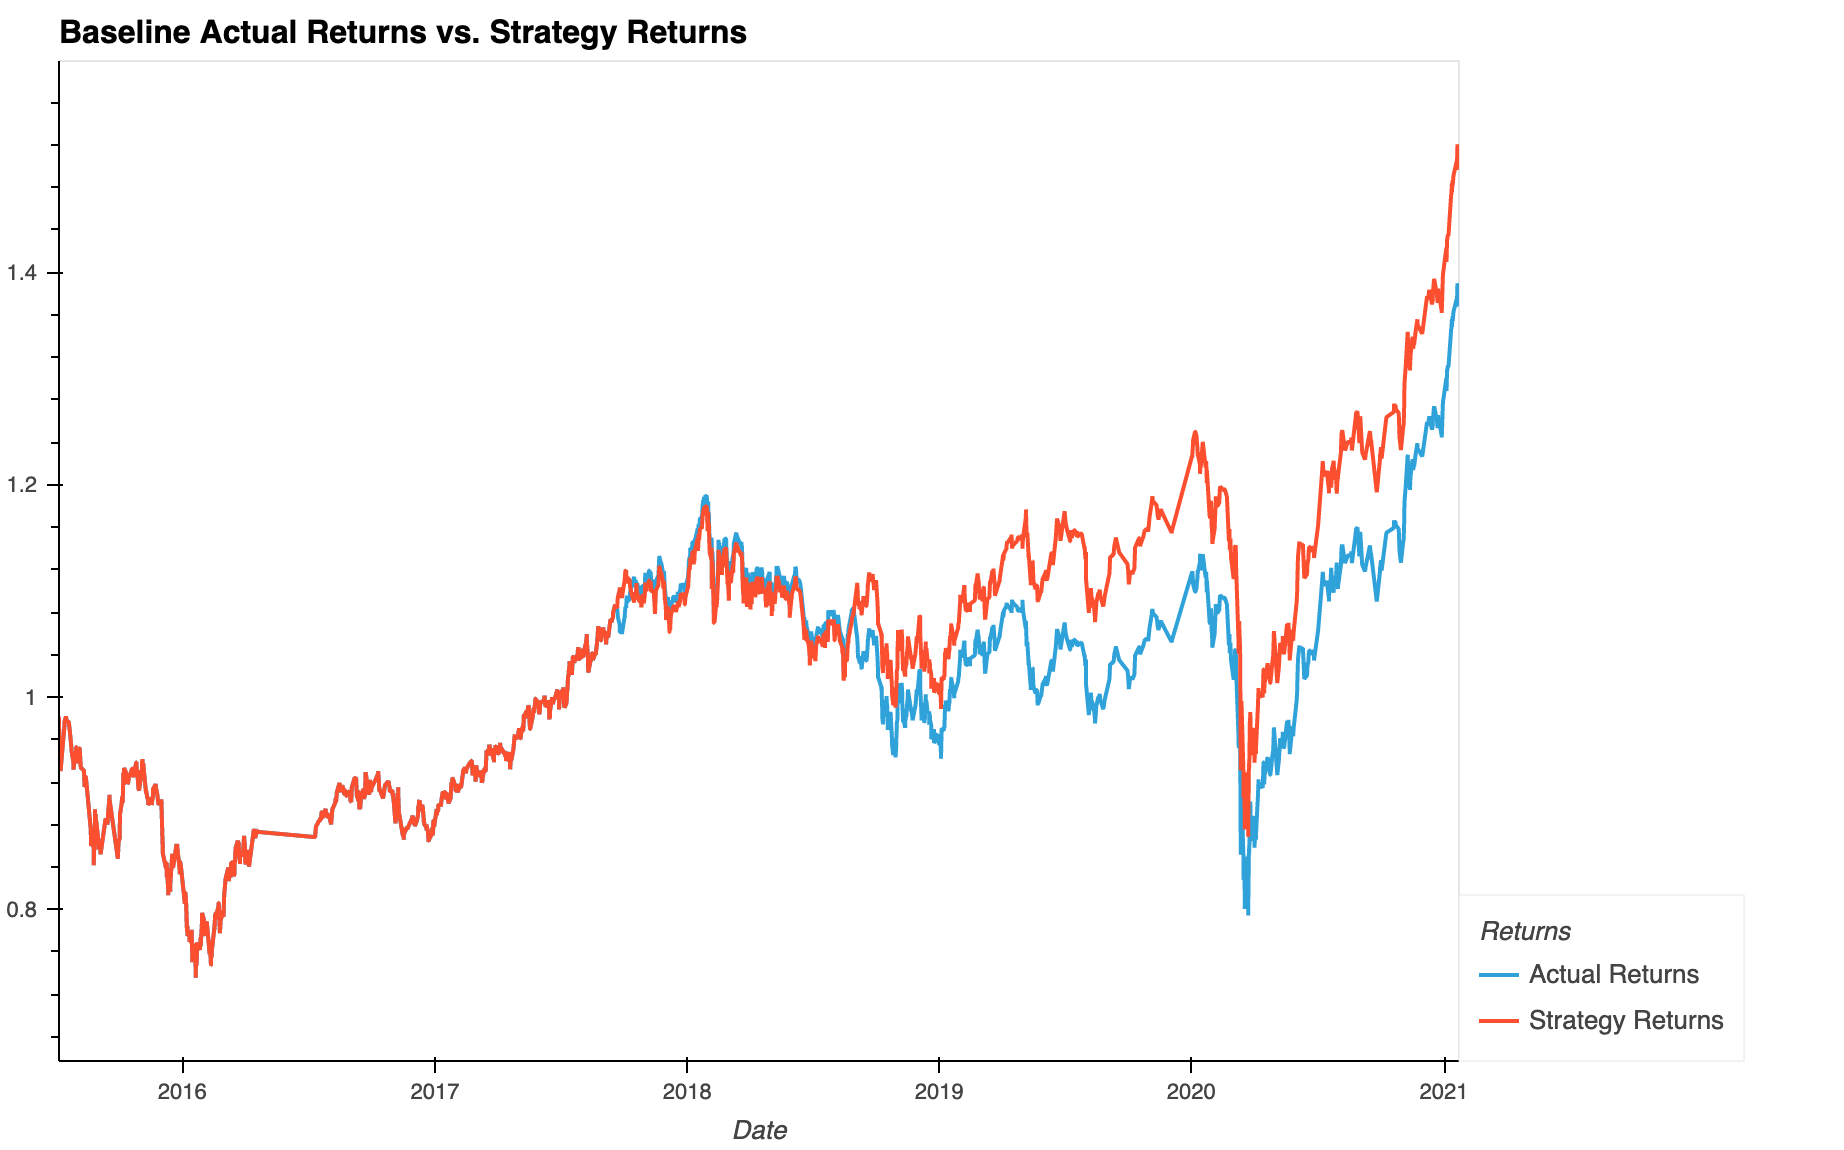 Baseline Actual Returns vs. Strategy Returns
1.4
1.2
1
0.8
2016 2017 2018 2019 2020 2021
Date
Returns
Actual Returns
Strategy Returns